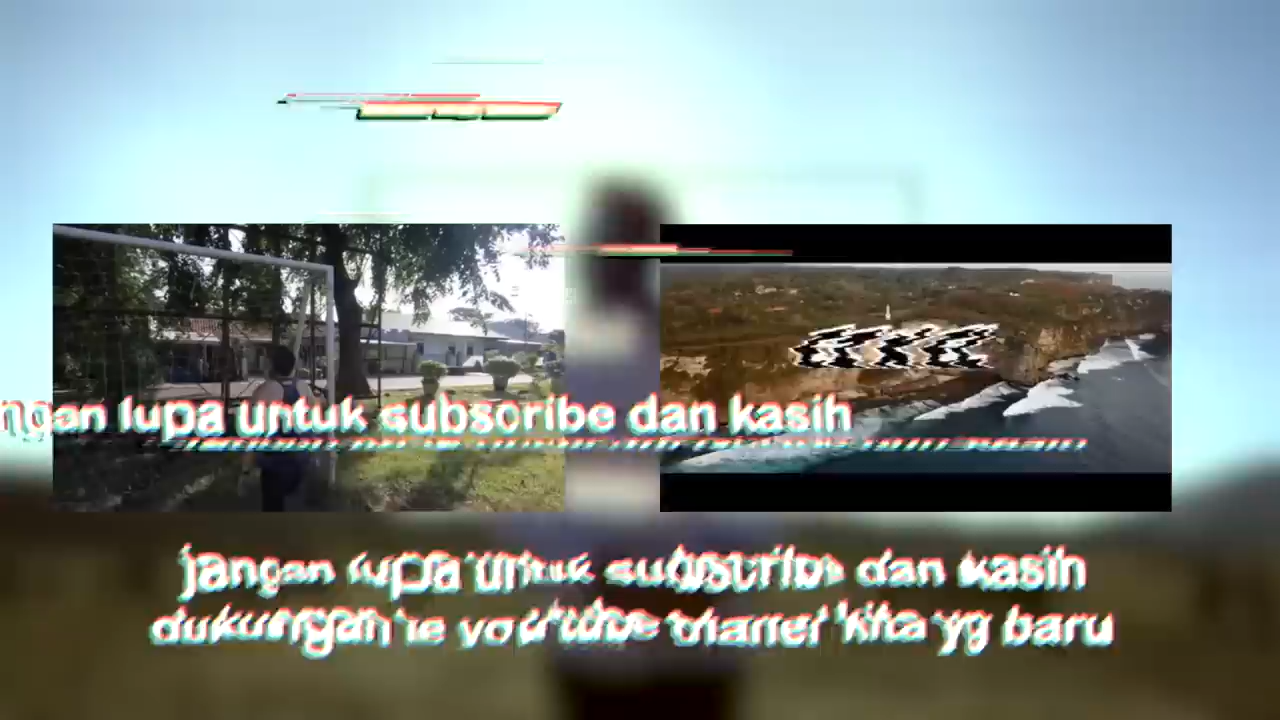 ngan lupa untuk subscribe dan kasih
jangan lupa untuk subscribe dan kasih
dukungan ke youtube chanel kita yg baru